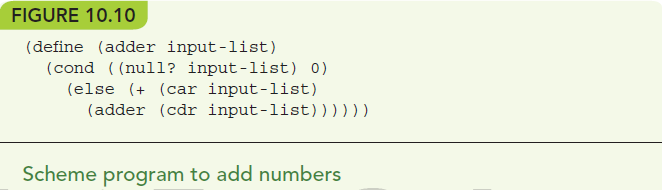 FIGURE 10.10
(define (adder input-list)
(cond ((null? input-list) 0)
(else (+ (car input-list)
(adder (cdr input-list))))))
Scheme program to add numbers